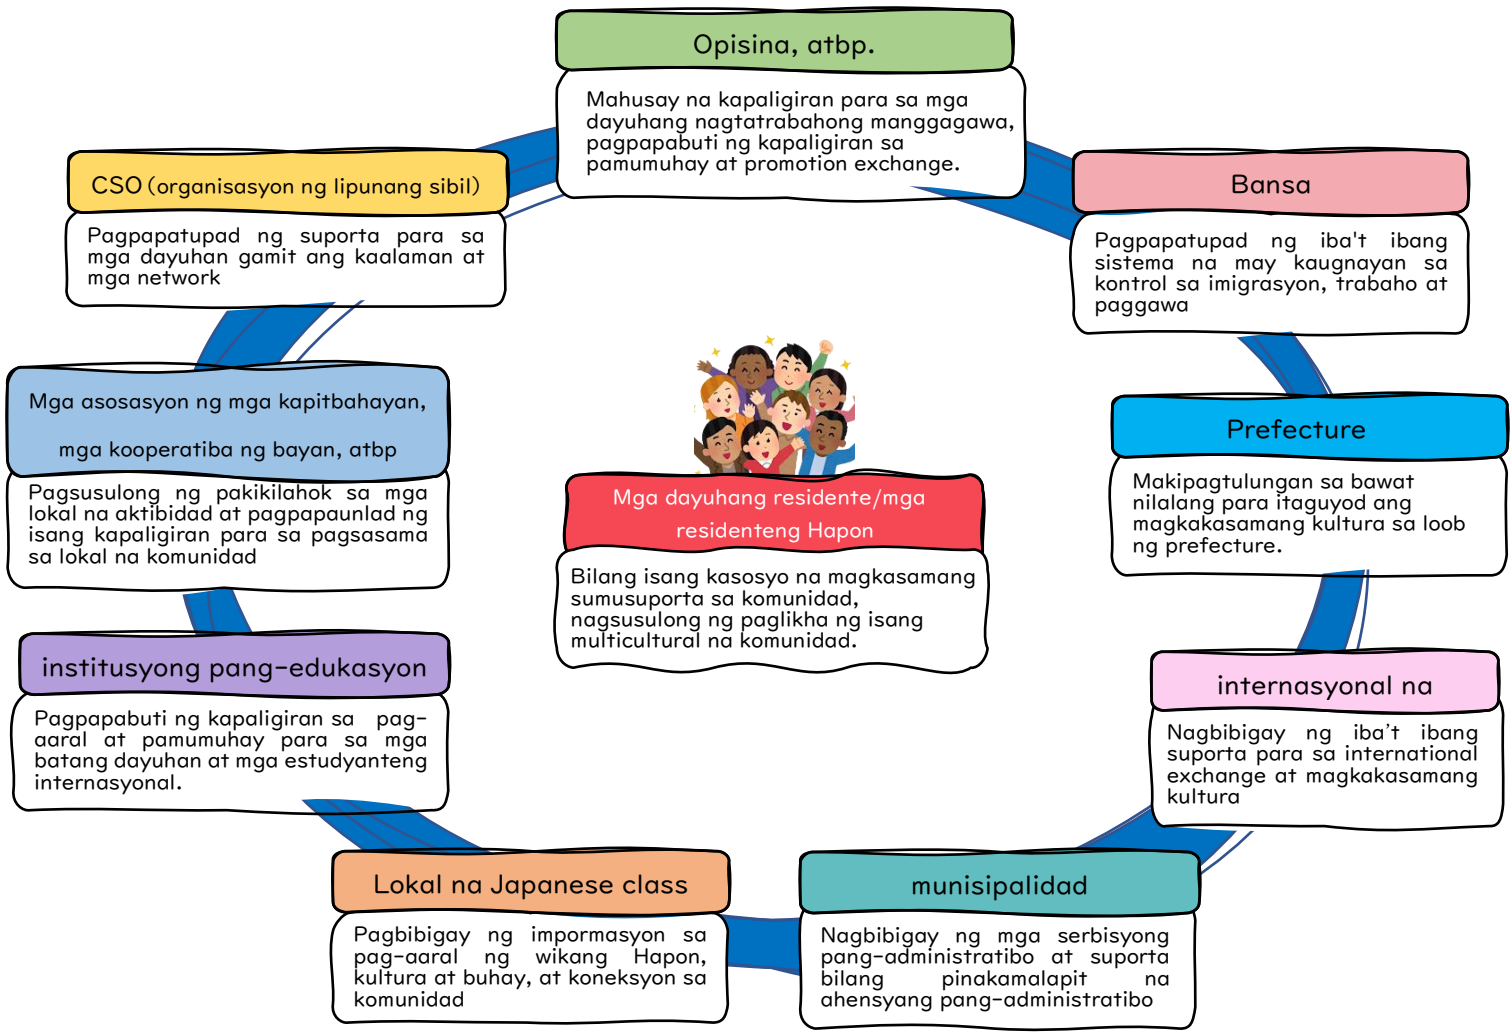 Opisina, atbp.
Mahusay na kapaligiran para sa mga
dayuhang nagtatrabahong manggagawa,
pagpapabuti ng kapaligiran sa
pamumuhay at promotion exchange.
CSO (organisasyon ng lipunang sibil)
Pagpapatupad ng suporta para sa
mga dayuhan gamit ang kaalaman at
mga network
Bansa
Pagpapatupad ng iba't ibang
sistema na may kaugnayan sa
kontrol sa imigrasyon, trabaho at
paggawa
Mga asosasyon ng mga kapitbahayan,
mga kooperatiba ng bayan, atbp
Pagsusulong ng pakikilahok sa mga
lokal na aktibidad at pagpapaunlad ng
isang kapaligiran para sa pagsasama
sa lokal na komunidad
Mga dayuhang residente/mga
residenteng Hapon
Bilang isang kasosyo na magkasamang
sumusuporta sa komunidad,
nagsusulong ng paglikha ng isang
multicultural na komunidad.
Prefecture
Makipagtulungan sa bawat
nilalang para itaguyod ang
magkakasamang kultura sa loob
ng prefecture.
institusyong pang-edukasyon
Pagpapabuti ng kapaligiran sa pag-
aaral at pamumuhay para sa mga
batang dayuhan at mga estudyanteng
internasyonal.
internasyonal na
Nagbibigay ng iba’t ibang
suporta para sa international
exchange at magkakasamang
kultura
Lokal na Japanese class
Pagbibigay ng impormasyon sa
pag-aaral ng wikang Hapon,
kultura at buhay, at koneksyon sa
komunidad
munisipalidad
Nagbibigay ng mga serbisyong
pang-administratibo at suporta
bilang pinakamalapit na
ahensyang pang-administratibo